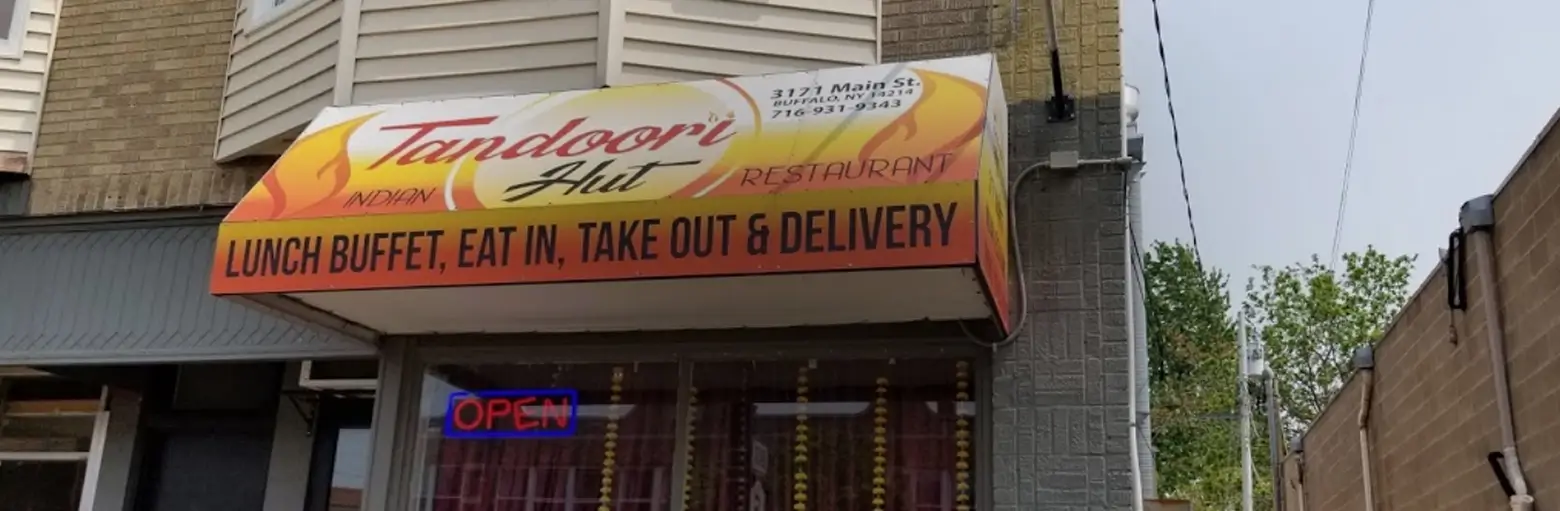 3171 Main St.
BUFFALO, NY 14214
716-931-9343
Tandoori
Hut
INDIAN RESTAURANT
LUNCH BUFFET, EAT IN, TAKE OUT & DELIVERY
OPEN